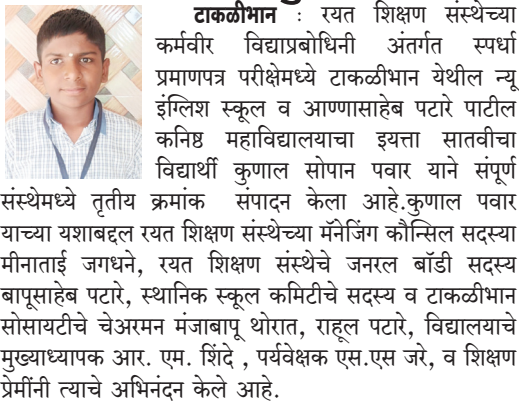 टाकळीभान : रयत शिक्षण संस्थेच्या
कर्मवीर विद्याप्रबोधिनी अंतर्गत स्पर्धा
प्रमाणपत्र परीक्षेमध्ये टाकळीभान येथील न्यू
इंग्लिश स्कूल व आण्णासाहेब पटारे पाटील
कनिष्ठ महाविद्यालयाचा इयत्ता सातवीचा
विद्यार्थी कुणाल सोपान पवार याने संपूर्ण
संस्थेमध्ये तृतीय क्रमांक संपादन केला आहे.कुणाल पवार
याच्या यशाबद्दल रयत शिक्षण संस्थेच्या मॅनेजिंग कौन्सिल सदस्या
मीनाताई जगधने, रयत शिक्षण संस्थेचे जनरल बॉडी सदस्य
बापूसाहेब पटारे, स्थानिक स्कूल कमिटीचे सदस्य व टाकळीभान
सोसायटीचे चेअरमन मंजाबापू थोरात, राहूल पटारे, विद्यालयाचे
मुख्याध्यापक आर. एम. शिंदे , पर्यवेक्षक एस.एस जरे, व शिक्षण
प्रेमींनी त्याचे अभिनंदन केले आहे.